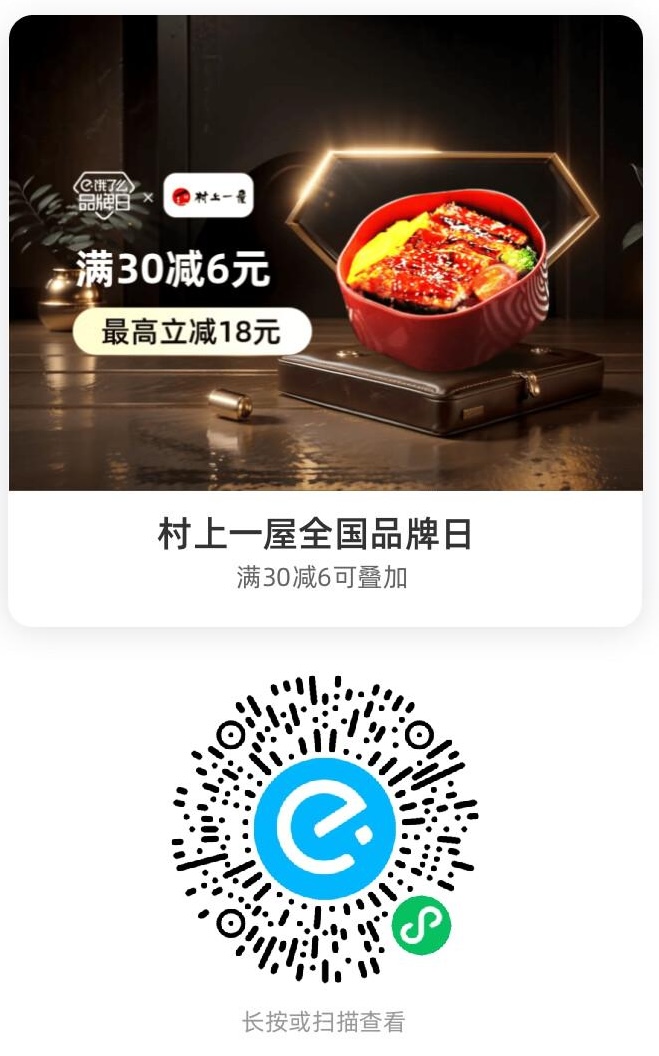 饿了么
品牌日
×
村上一屋
满30减6元
最高立减18元
村上一屋全国品牌日
满30减6可叠加
长按或扫描查看